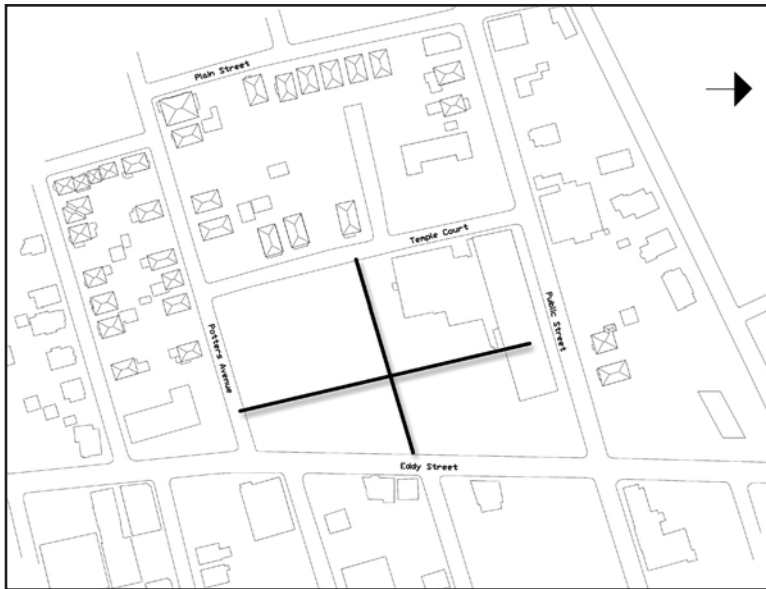 Plain Street
Temple Court
Potters Avenue
Public Street
Eddy Street